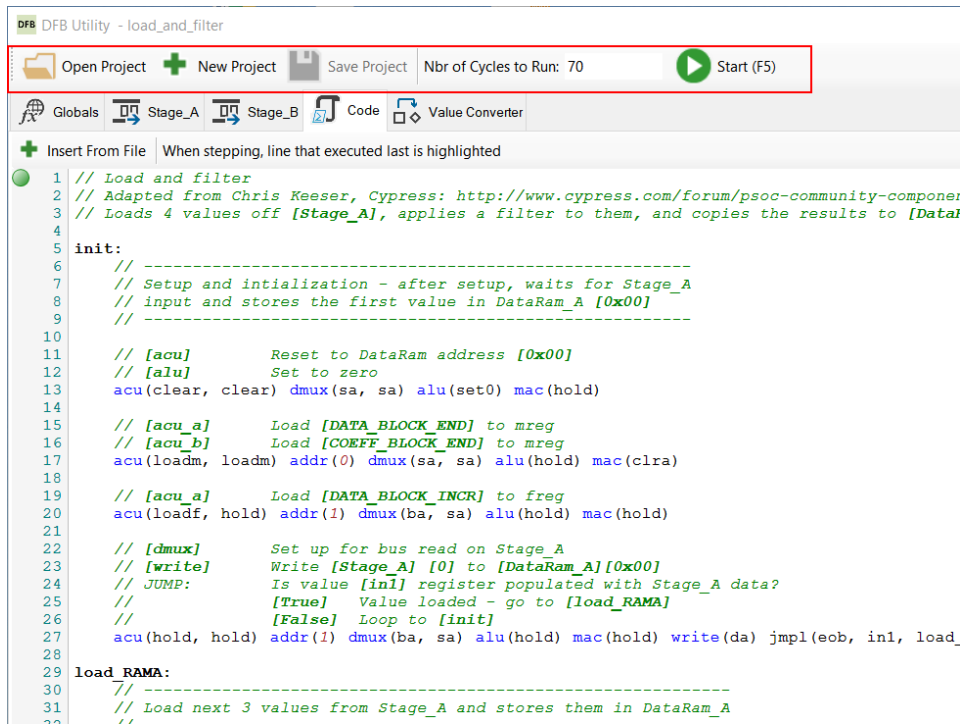 DFB DFB Utility - load_and_filter
Open Project New Project Save Project Nbr of Cycles to Run: 70 Start (F5)
Globals Stage_A Stage_B Code Value Converter
Insert From File When stepping, line that executed last is highlighted
1 // Load and filter
2 // Adapted from Chris Keeser, Cypress: http://www.cypress.com/forum/psoc-community-componen
3 // Loads 4 values off [Stage_A], applies a filter to them, and copies the results to [DataR
4
5 init:
6 // --------------------------------------------------------
7 // Setup and intialization - after setup, waits for Stage_A
8 // input and stores the first value in DataRam_A [0x00]
9 // --------------------------------------------------------
10
11 // [acu] Reset to DataRam address [0x00]
12 // [alu] Set to zero
13 acu(clear, clear) dmux(sa, sa) alu(set0) mac(hold)
14
15 // [acu_a] Load [DATA_BLOCK_END] to mreg
16 // [acu_b] Load [COEFF_BLOCK_END] to mreg
17 acu(loadm, loadm) addr(0) dmux(sa, sa) alu(hold) mac(clra)
18
19 // [acu_a] Load [DATA_BLOCK_INCR] to freg
20 acu(loadf, hold) addr(1) dmux(ba, sa) alu(hold) mac(hold)
21
22 // [dmux] Set up for bus read on Stage_A
23 // [write] Write [Stage_A] [0] to [DataRam_A][0x00]
24 // JUMP: Is value [in1] register populated with Stage_A data?
25 // [True] Value loaded - go to [load_RAMA]
26 // [False] Loop to [init]
27 acu(hold, hold) addr(1) dmux(ba, sa) alu(hold) mac(hold) write(da) jmpl(eob, in1, load_
28
29 load_RAMA:
30 // ------------------------------------------------------------
31 // Load next 3 values from Stage_A and stores them in DataRam_A
32 //